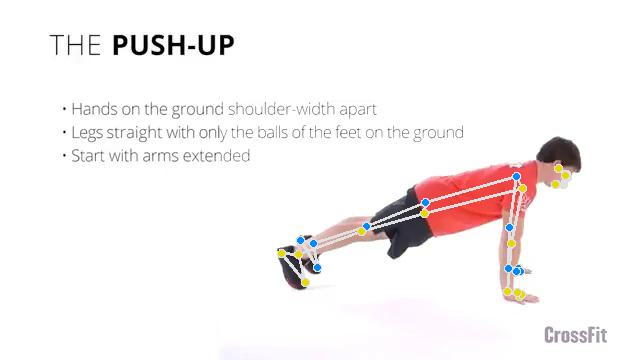 THE PUSH-UP
• Hands on the ground shoulder-width apart
• Legs straight with only the balls of the feet on the ground
• Start with arms extended
CrossFit